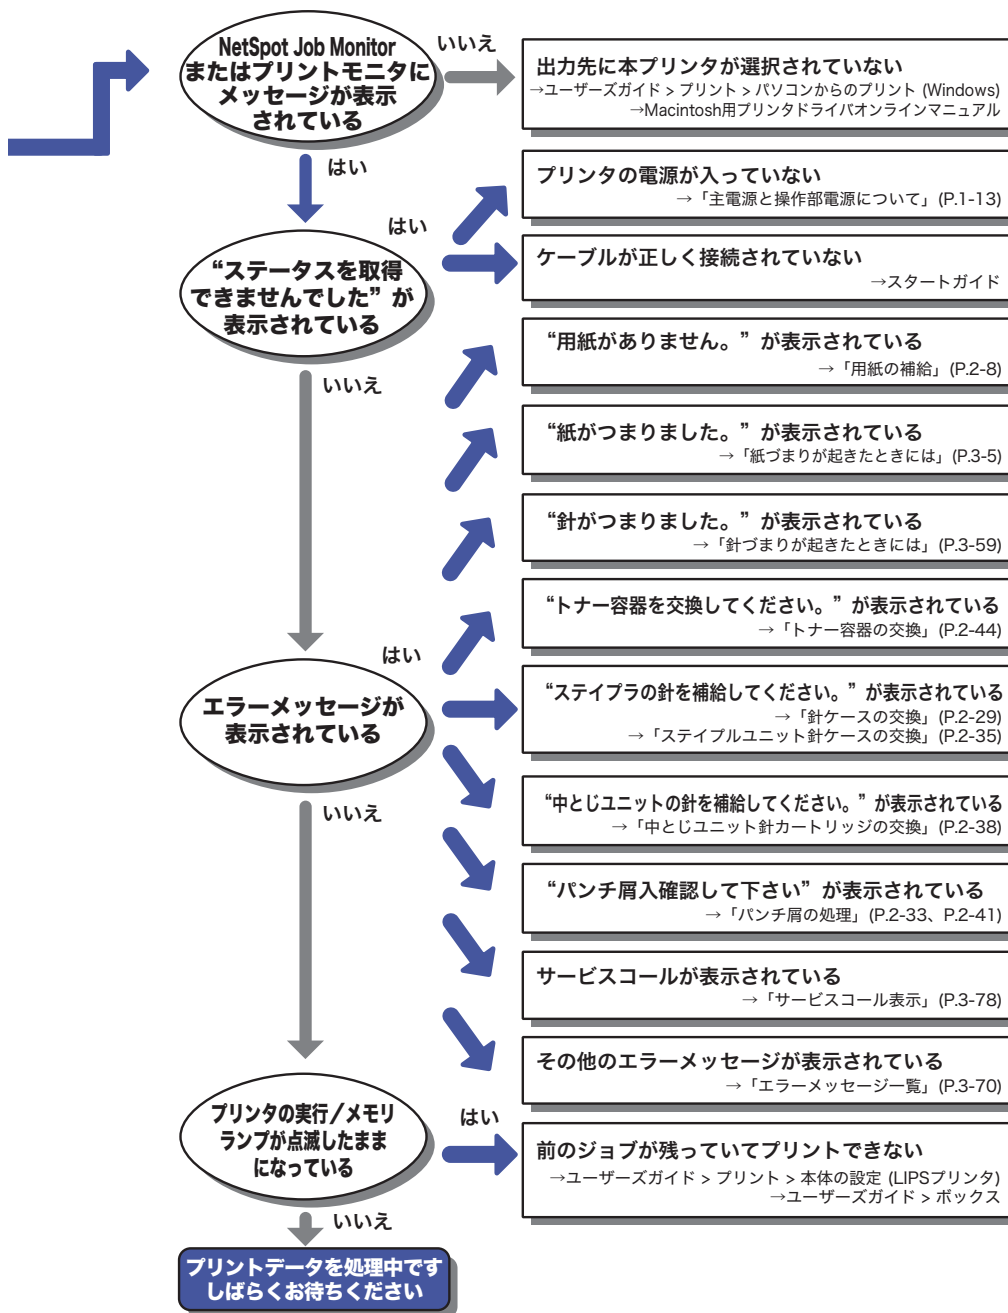 NetSpot Job Monitor
またはプリントモニタに
メッセージが表示
されている
いいえ
出力先に本プリンタが選択されていない
→ユーザーズガイド > プリント > パソコンからのプリント (Windows)
→Macintosh用プリンタドライバオンラインマニュアル
はい
“ステータスを取得
できませんでした”が
表示されている
はい
プリンタの電源が入っていない
→「主電源と操作部電源について」(P.1-13)
ケーブルが正しく接続されていない
→スタートガイド
いいえ
エラーメッセージが
表示されている
はい
“用紙がありません。”が表示されている
→「用紙の補給」(P.2-8)
“紙がつまりました。”が表示されている
→「紙づまりが起きたときには」(P.3-5)
“針がつまりました。”が表示されている
→「針づまりが起きたときには」(P.3-59)
“トナー容器を交換してください。”が表示されている
→「トナー容器の交換」(P.2-44)
“ステイプラの針を補給してください。”が表示されている
→「針ケースの交換」(P.2-29)
→「ステイプルユニット針ケースの交換」(P.2-35)
“中とじユニットの針を補給してください。”が表示されている
→「中とじユニット針カートリッジの交換」(P.2-38)
“パンチ屑入確認して下さい”が表示されている
→「パンチ屑の処理」(P.2-33、P.2-41)
サービスコールが表示されている
→「サービスコール表示」(P.3-78)
その他のエラーメッセージが表示されている
→「エラーメッセージ一覧」(P.3-70)
いいえ
プリンタの実行/メモリ
ランプが点滅したまま
になっている
はい
前のジョブが残っていてプリントできない
→ユーザーズガイド > プリント > 本体の設定 (LIPSプリンタ)
→ユーザーズガイド > ボックス
いいえ
プリントデータを処理中です
しばらくお待ちください